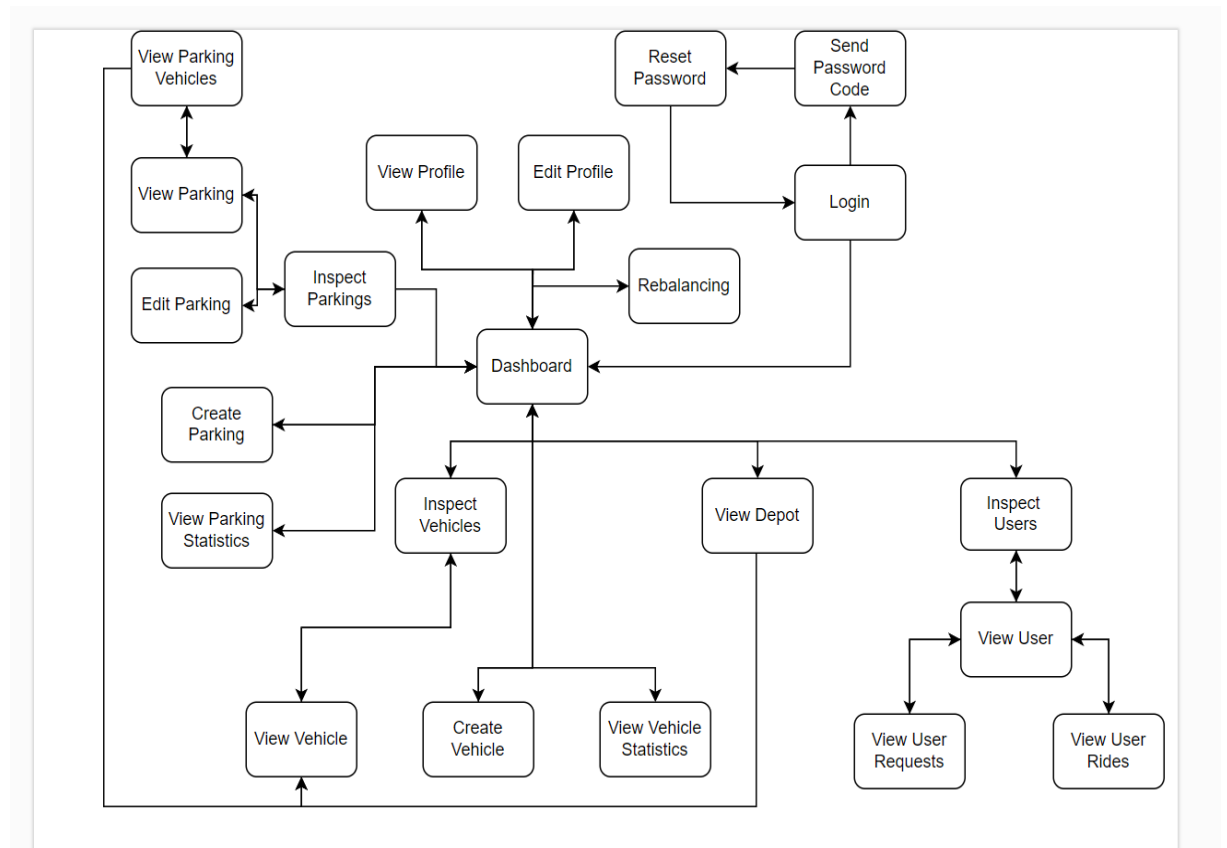 View Parking
Vehicles
Reset
Password
Send
Password
Code
View Parking
View Profile
Edit Profile
Login
Edit Parking
Inspect
Parkings
Rebalancing
Dashboard
Create
Parking
View Parking
Statistics
Inspect
Vehicles
View Depot
Inspect
Users
View User
View Vehicle
Create
Vehicle
View Vehicle
Statistics
View User
Requests
View User
Rides